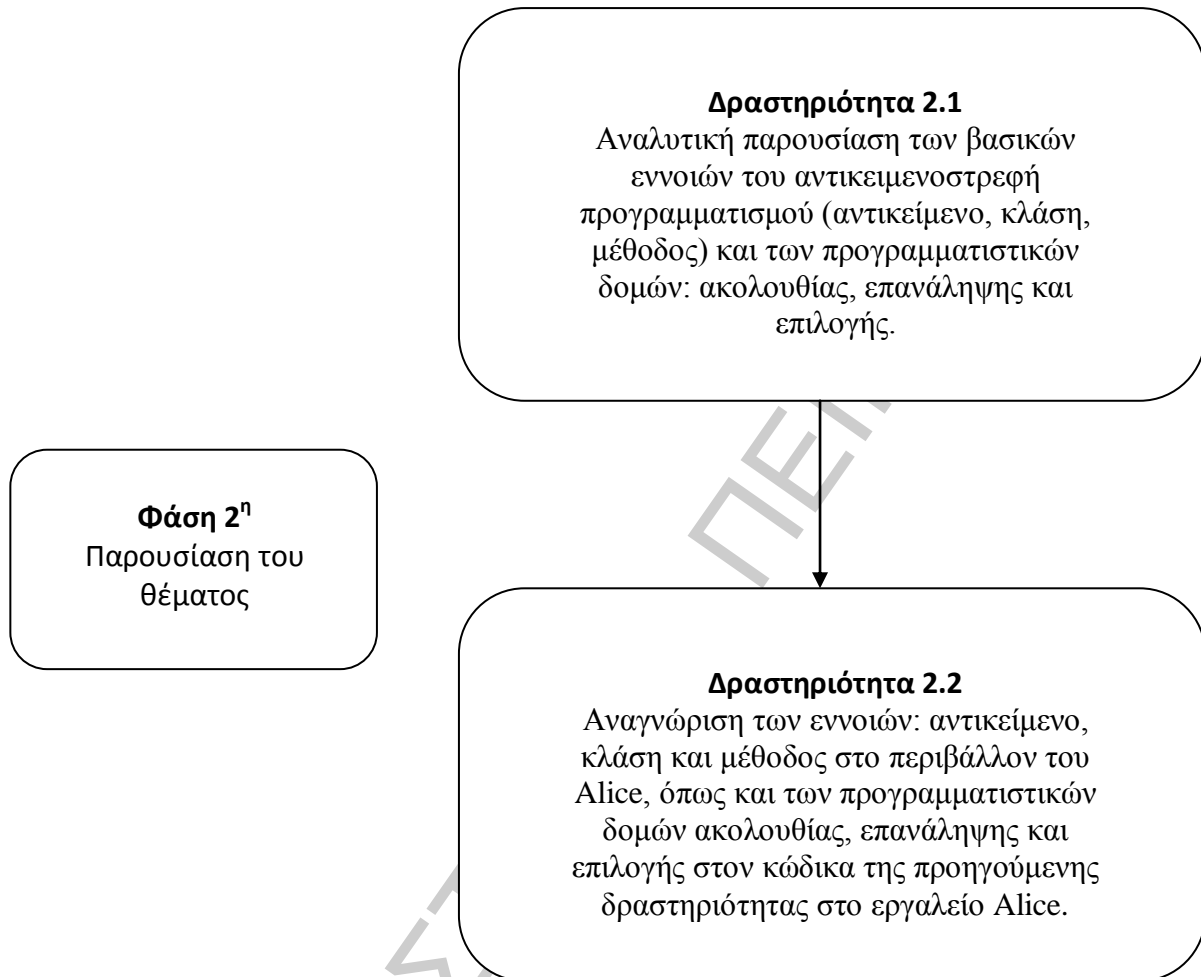 Δραστηριότητα 2.1
Αναλυτική παρουσίαση των βασικών
εννοιών του αντικειμενοστρεφή
προγραμματισμού (αντικείμενο, κλάση,
μέθοδος) και των προγραμματιστικών
δομών: ακολουθίας, επανάληψης και
επιλογής.
Φάση 2η
Παρουσίαση του
θέματος
Δραστηριότητα 2.2
Αναγνώριση των εννοιών: αντικείμενο,
κλάση και μέθοδος στο περιβάλλον του
Alice, όπως και των προγραμματιστικών
δομών ακολουθίας, επανάληψης και
επιλογής στον κώδικα της προηγούμενης
δραστηριότητας στο εργαλείο Alice.